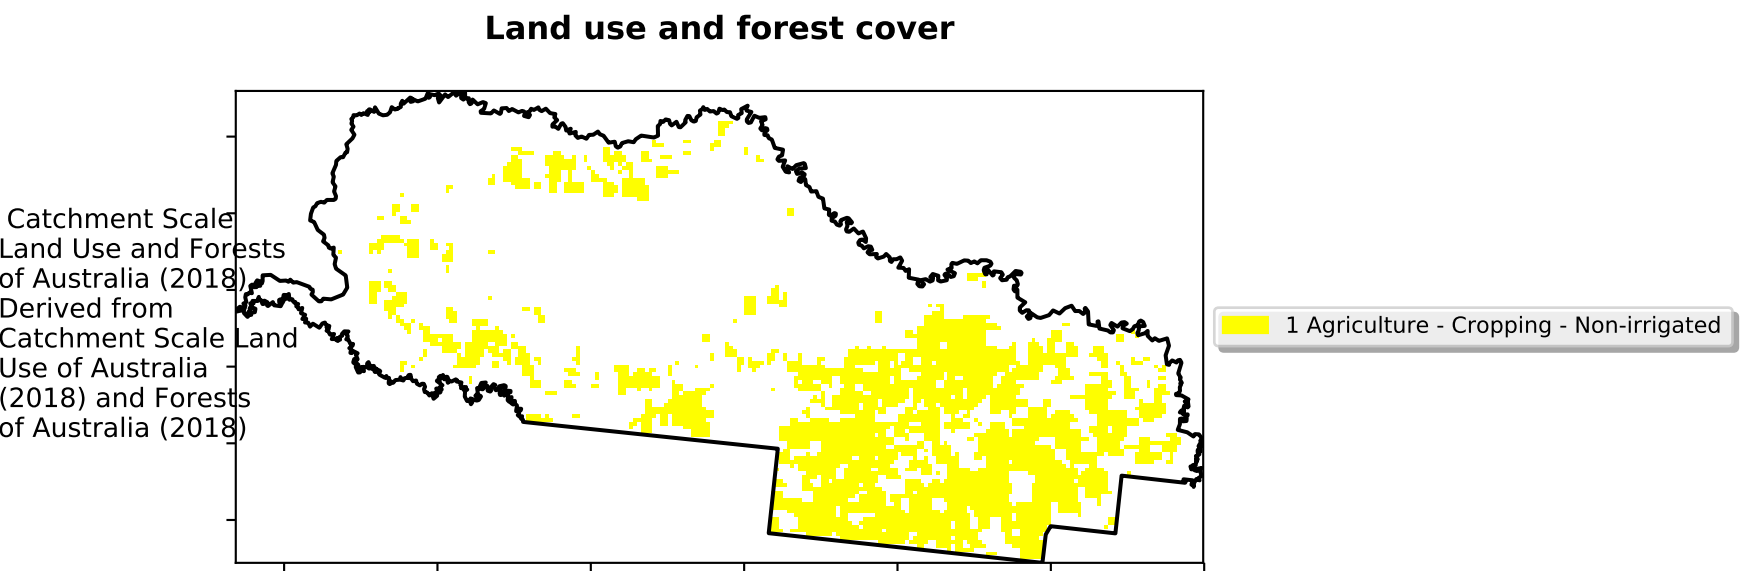 Land use and forest cover
Catchment Scale
Land Use and Forests
of Australia (2018)
Derived from
Catchment Scale Land
Use of Australia
(2018) and Forests
of Australia (2018)
1 Agriculture - Cropping - Non-irrigated